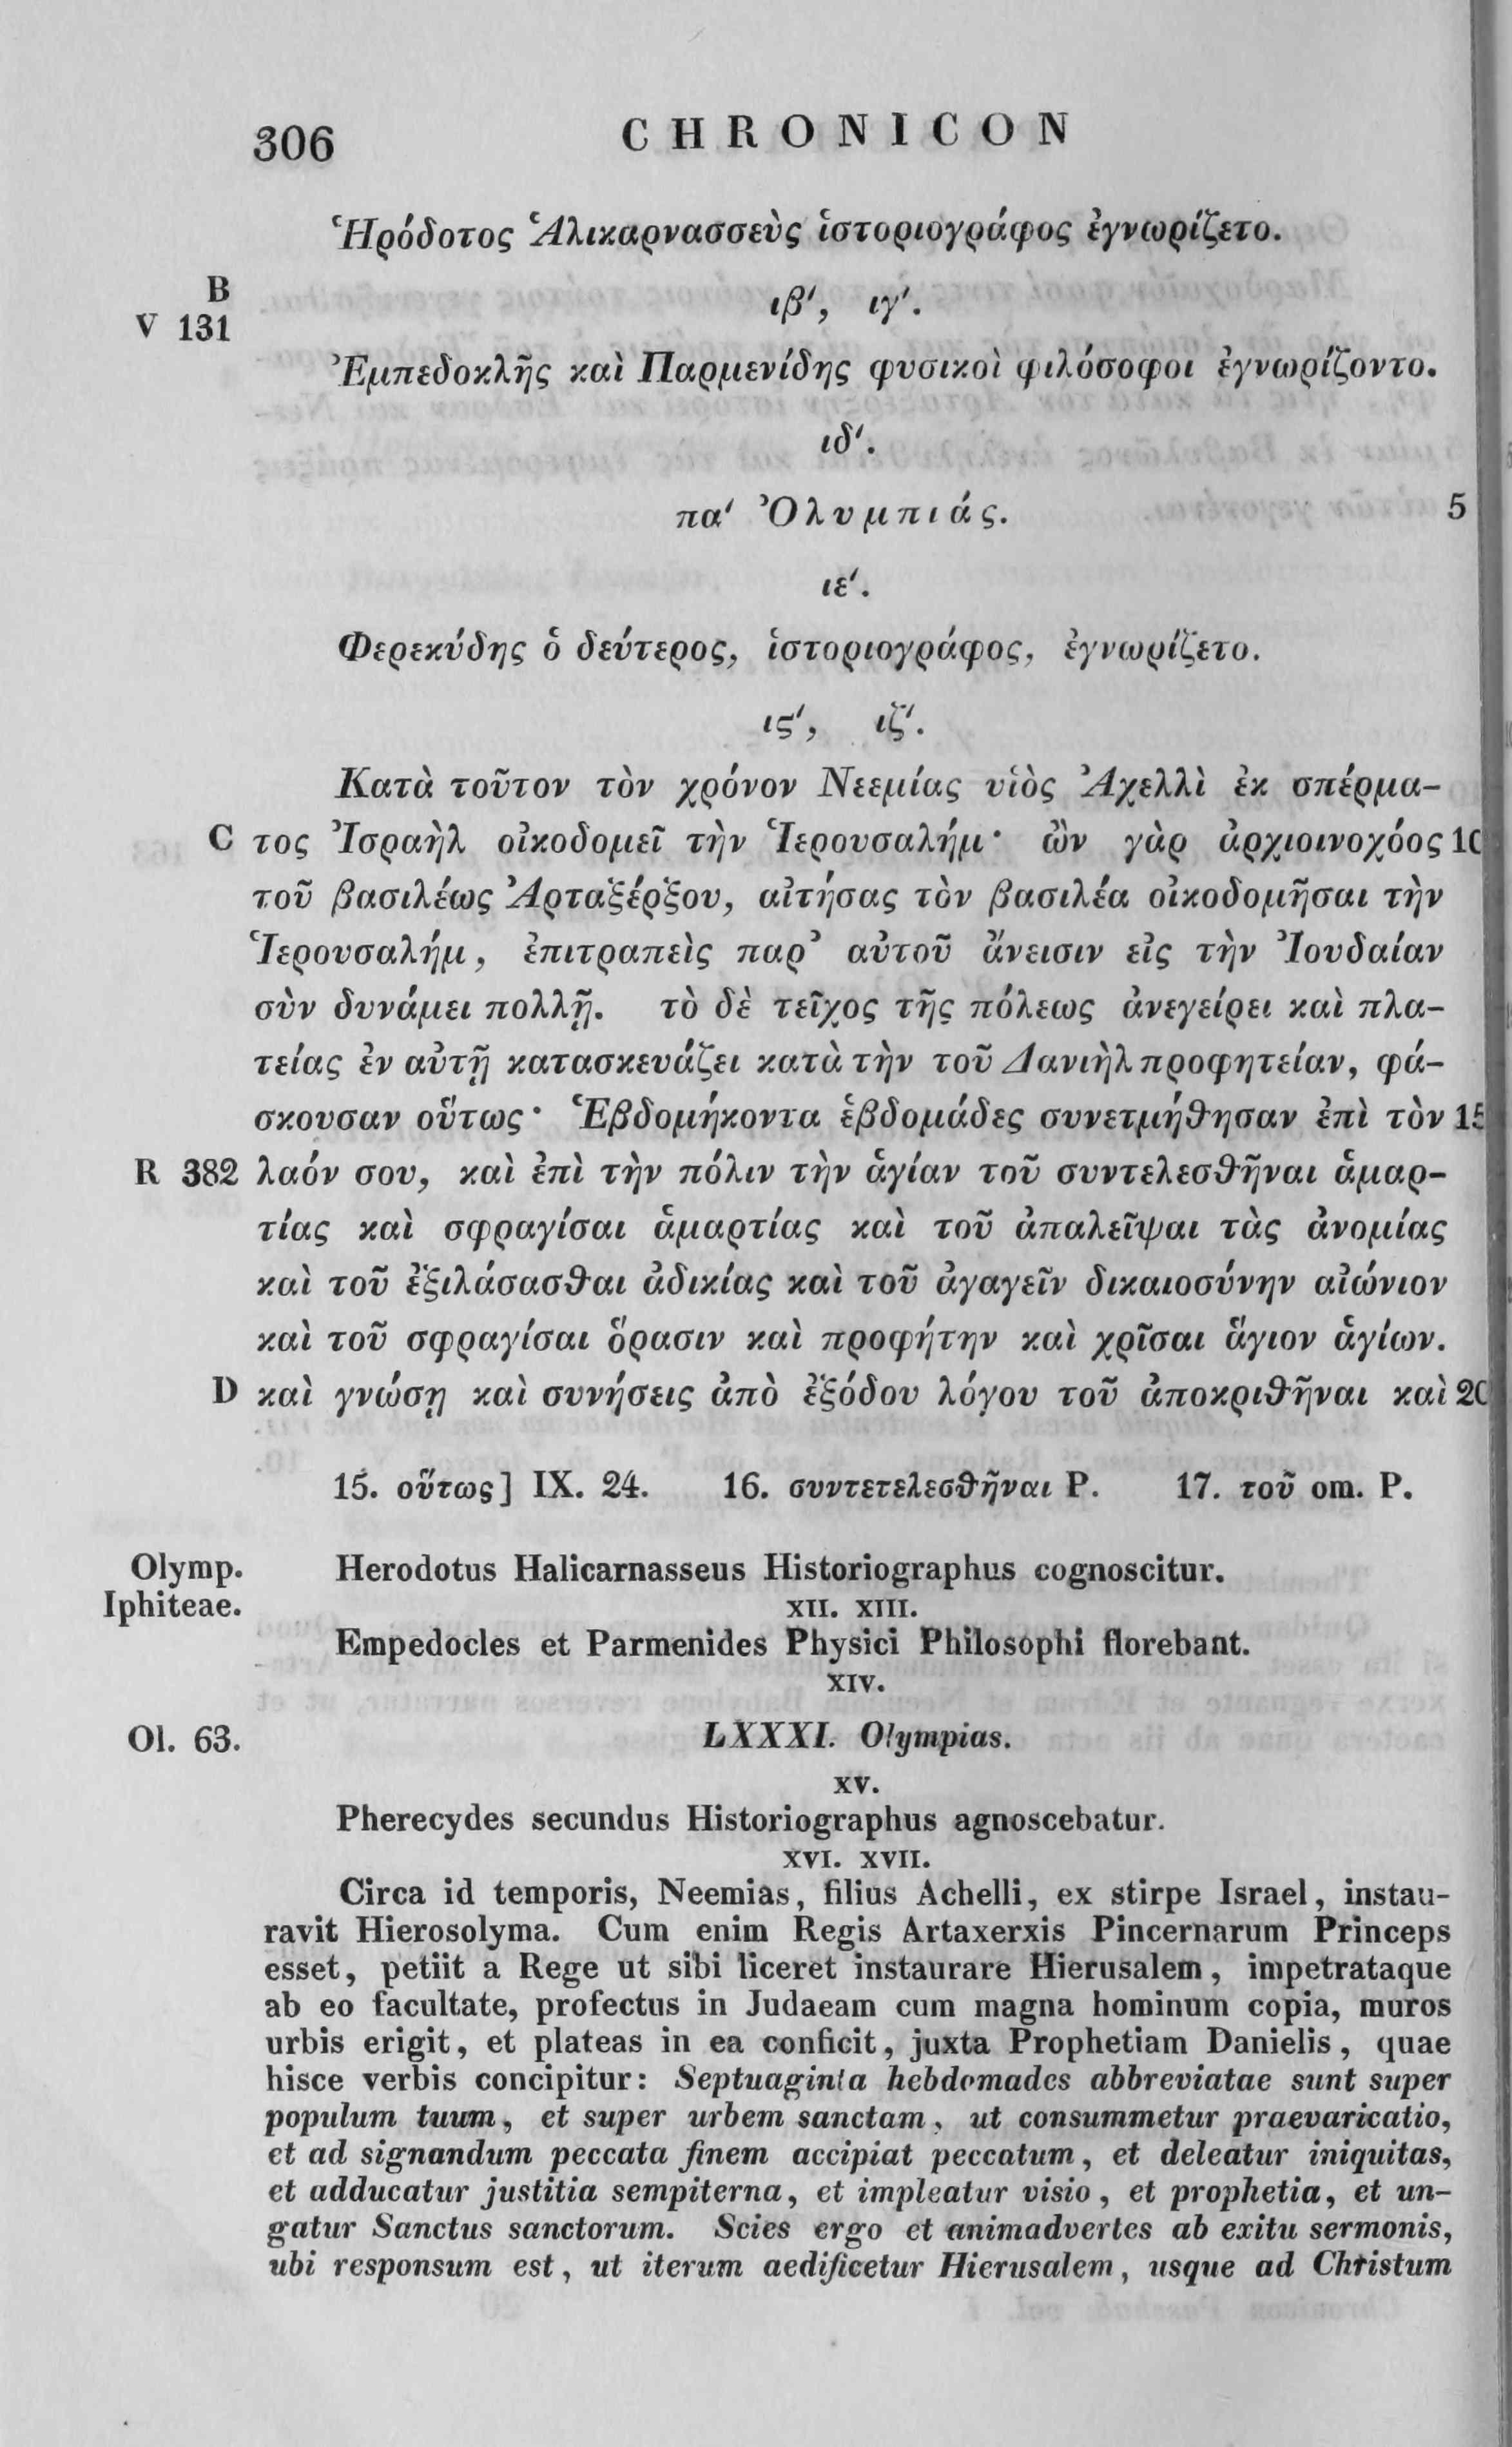 306 CHRONICON
Ἡρόδοτος Ἁλικαρνασσεὺς ἱστοριογράφος ἐγνωρίζετο.
B
V 131
ιβ′, ιγ′.
Ἐμπεδοκλῆς καὶ Παρμενίδης φυσικοὶ φιλόσοφοι ἐγνωρίζοντο.
ιδ′.
πα′ Ὀλυμπιάς. 5
ιε′.
Φερεκύδης ὁ δεύτερος, ἱστοριογράφος, ἐγνωρίζετο.
ις′, ιζ′.
Κατὰ τοῦτον τὸν χρόνον Νεεμίας υἱὸς Ἀχελλὶ ἐκ σπέρμα-
C τος Ἰσραὴλ οἰκοδομεῖ τὴν Ἱερουσαλήμ· ὢν γὰρ ἀρχιοινοχόος 10
τοῦ βασιλέως Ἀρταξέρξου, αἰτήσας τὸν βασιλέα οἰκοδομῆσαι τὴν
Ἱερουσαλήμ, ἐπιτραπεὶς παρ᾽ αὐτοῦ ἄνεισιν εἰς τὴν Ἰουδαίαν
σὺν δυνάμει πολλῇ. τὸ δὲ τεῖχος τῆς πόλεως ἀνεγείρει καὶ πλα-
τείας ἐν αὐτῇ κατασκευάζει κατὰ τὴν τοῦ Δανιὴλ προφητείαν, φά-
σκουσαν οὕτως· Ἑβδομήκοντα ἑβδομάδες συνετμήθησαν ἐπὶ τὸν 15
R 382 λαόν σου, καὶ ἐπὶ τὴν πόλιν τὴν ἁγίαν τοῦ συντελεσθῆναι ἁμαρ-
τίας καὶ σφραγίσαι ἁμαρτίας καὶ τοῦ ἀπαλεῖψαι τὰς ἀνομίας
καὶ τοῦ ἐξιλάσασθαι ἀδικίας καὶ τοῦ ἀγαγεῖν δικαιοσύνην αἰώνιον
καὶ τοῦ σφραγίσαι ὅρασιν καὶ προφήτην καὶ χρῖσαι ἅγιον ἁγίων.
D καὶ γνώσῃ καὶ συνήσεις ἀπὸ ἐξόδου λόγου τοῦ ἀποκριθῆναι καὶ 20
15. οὕτως] IX. 24. 16. συντετελεσθῆναι P. 17. τοῦ om. P.
Olymp. Herodotus Halicarnasseus Historiographus cognoscitur.
Iphiteae. XII. XIII.
Empedocles et Parmenides Physici Philosophi florebant.
XIV.
Ol. 63. LXXXI. Olympias.
XV.
Pherecydes secundus Historiographus agnoscebatur.
XVI. XVII.
Circa id temporis, Neemias, filius Achelli, ex stirpe Israel, instau-
ravit Hierosolyma. Cum enim Regis Artaxerxis Pincernarum Princeps
esset, petiit a Rege ut sibi liceret instaurare Hierusalem, impetrataque
ab eo facultate, profectus in Judaeam cum magna hominum copia, muros
urbis erigit, et plateas in ea conficit, juxta Prophetiam Danielis, quae
hisce verbis concipitur: Septuaginta hebdomades abbreviatae sunt super
populum tuum, et super urbem sanctam, ut consummetur praevaricatio,
et ad signandum peccata finem accipiat peccatum, et deleatur iniquitas,
et adducatur justitia sempiterna, et impleatur visio, et prophetia, et un-
gatur Sanctus sanctorum. Scies ergo et animadvertes ab exitu sermonis,
ubi responsum est, ut iterum aedificetur Hierusalem, usque ad Christum